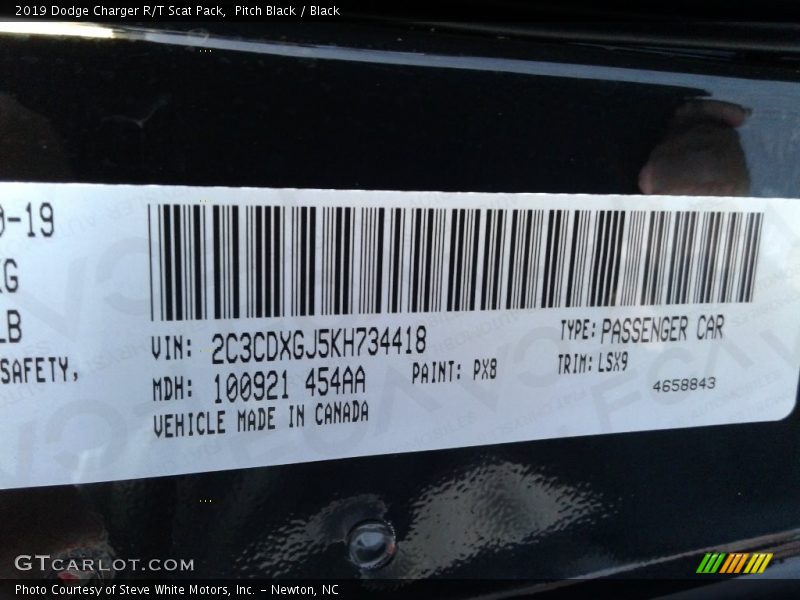 2019 Dodge Charger R/T Scat Pack, Pitch Black / Black
0-19
KG
LB
SAFETY,
VIN: 2C3CDXGJ5KH734418
TYPE: PASSENGER CAR
MDH: 100921 454AA
PAINT: PX8
TRIM: LSX9
4658843
VEHICLE MADE IN CANADA
GTCARLOT.COM
Photo Courtesy of Steve White Motors, Inc. – Newton, NC